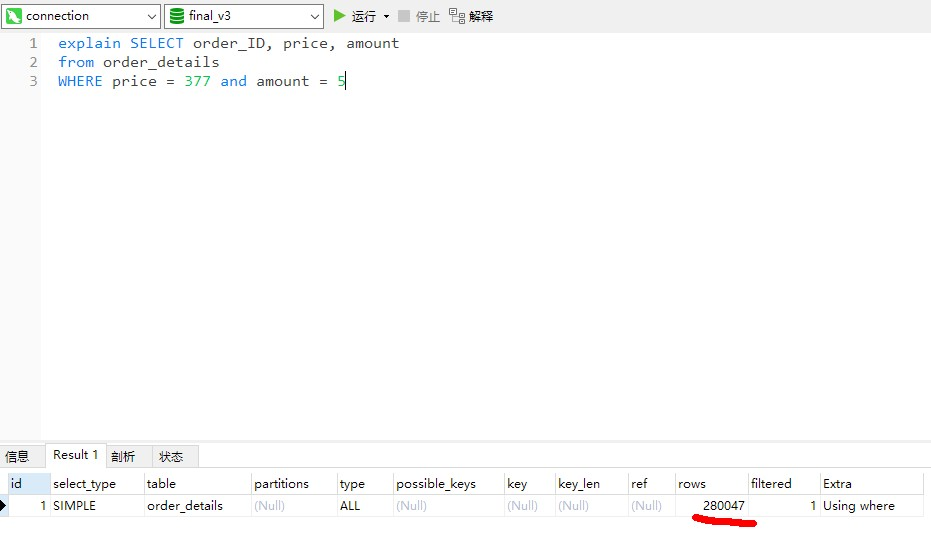 connection final_v3 运行 停止 解释
1 explain SELECT order_ID, price, amount
2 from order_details
3 WHERE price = 377 and amount = 5
信息 Result 1 剖析 状态
id select_type table partitions type possible_keys key key_len ref rows filtered Extra
1 SIMPLE order_details (Null) ALL (Null) (Null) (Null) (Null) 280047 1 Using where